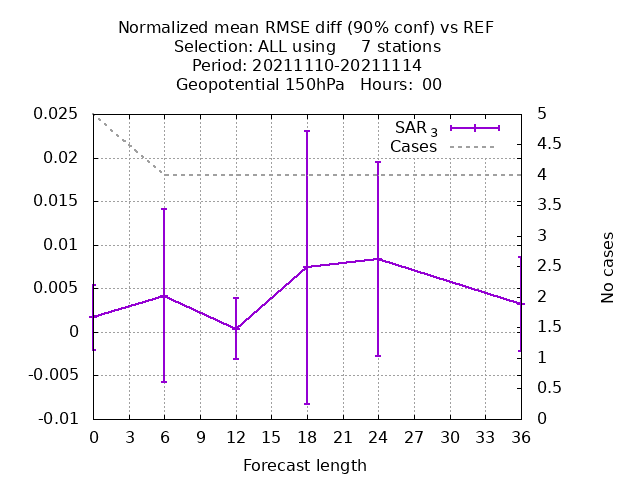 Normalized mean RMSE diff (90% conf) vs REF
Selection: ALL using 7 stations
Period: 20211110-20211114
Geopotential 150hPa Hours: 00
0.025
0.02
0.015
0.01
0.005
0
-0.005
-0.01
SAR 3
Cases
5
4.5
4
3.5
3
2.5
2
1.5
1
0.5
0
No cases
0 3 6 9 12 15 18 21 24 27 30 33 36
Forecast length